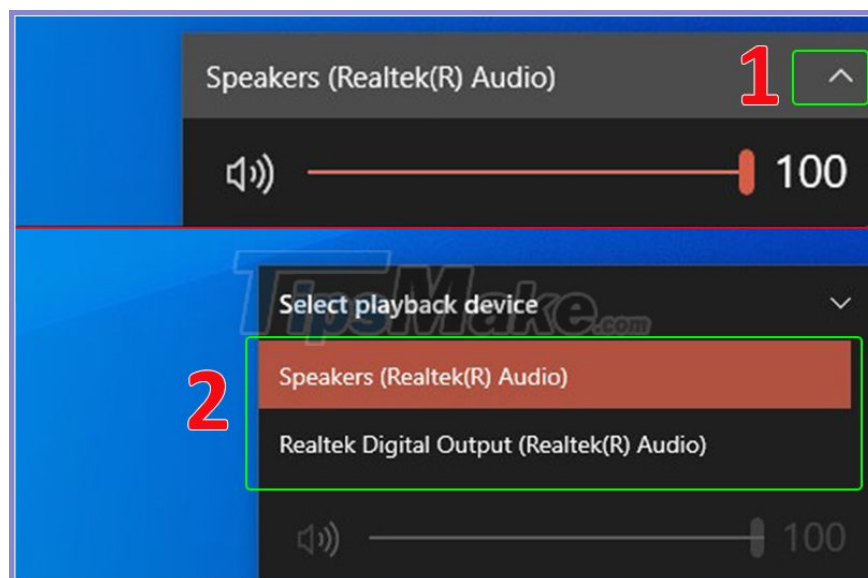 Speakers (Realtek(R) Audio) 1
100
TipsMake.com
Select playback device
2
Speakers (Realtek(R) Audio)
Realtek Digital Output (Realtek(R) Audio)
100